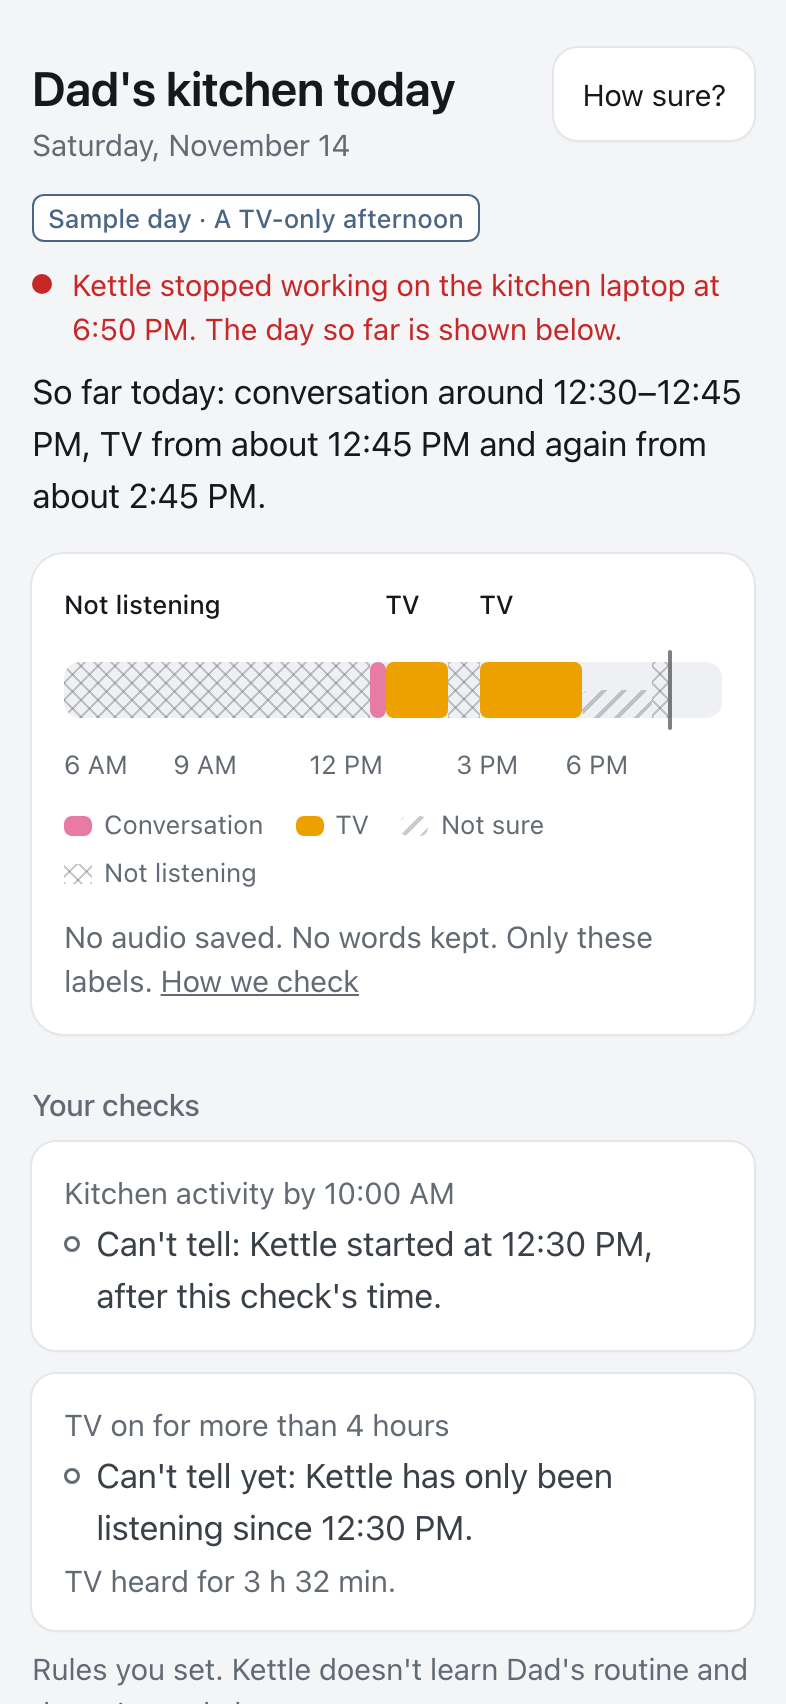 Dad's kitchen today
How sure?
Saturday, November 14
Sample day · A TV-only afternoon
Kettle stopped working on the kitchen laptop at
6:50 PM. The day so far is shown below.
So far today: conversation around 12:30–12:45
PM, TV from about 12:45 PM and again from
about 2:45 PM.
Not listening TV TV
6 AM 9 AM 12 PM 3 PM 6 PM
Conversation TV Not sure
Not listening
No audio saved. No words kept. Only these
labels. How we check
Your checks
Kitchen activity by 10:00 AM
Can't tell: Kettle started at 12:30 PM,
after this check's time.
TV on for more than 4 hours
Can't tell yet: Kettle has only been
listening since 12:30 PM.
TV heard for 3 h 32 min.
Rules you set. Kettle doesn't learn Dad's routine and